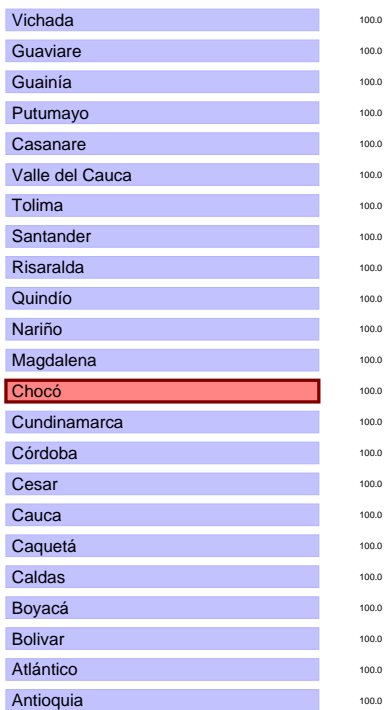 Vichada 100.0
Guaviare 100.0
Guainía 100.0
Putumayo 100.0
Casanare 100.0
Valle del Cauca 100.0
Tolima 100.0
Santander 100.0
Risaralda 100.0
Quindío 100.0
Nariño 100.0
Magdalena 100.0
Chocó 100.0
Cundinamarca 100.0
Córdoba 100.0
Cesar 100.0
Cauca 100.0
Caquetá 100.0
Caldas 100.0
Boyacá 100.0
Bolivar 100.0
Atlántico 100.0
Antioquia 100.0